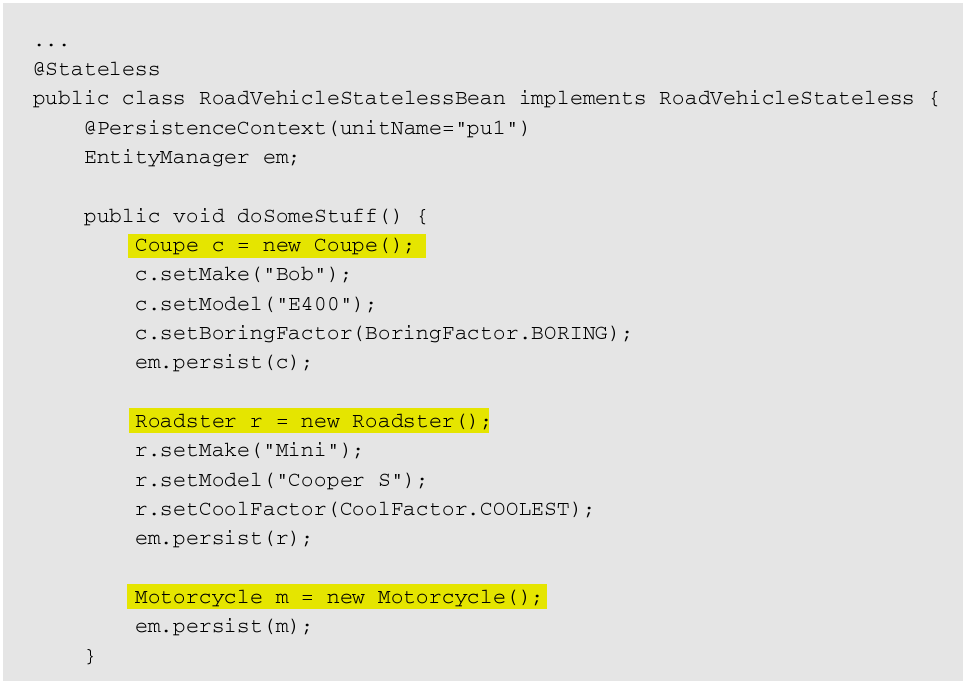 ...
@Stateless
public class RoadVehicleStatelessBean implements RoadVehicleStateless {
    @PersistenceContext(unitName="pu1")
    EntityManager em;

    public void doSomeStuff() {
        Coupe c = new Coupe();
        c.setMake("Bob");
        c.setModel("E400");
        c.setBoringFactor(BoringFactor.BORING);
        em.persist(c);

        Roadster r = new Roadster();
        r.setMake("Mini");
        r.setModel("Cooper S");
        r.setCoolFactor(CoolFactor.COOLEST);
        em.persist(r);

        Motorcycle m = new Motorcycle();
        em.persist(m);
    }